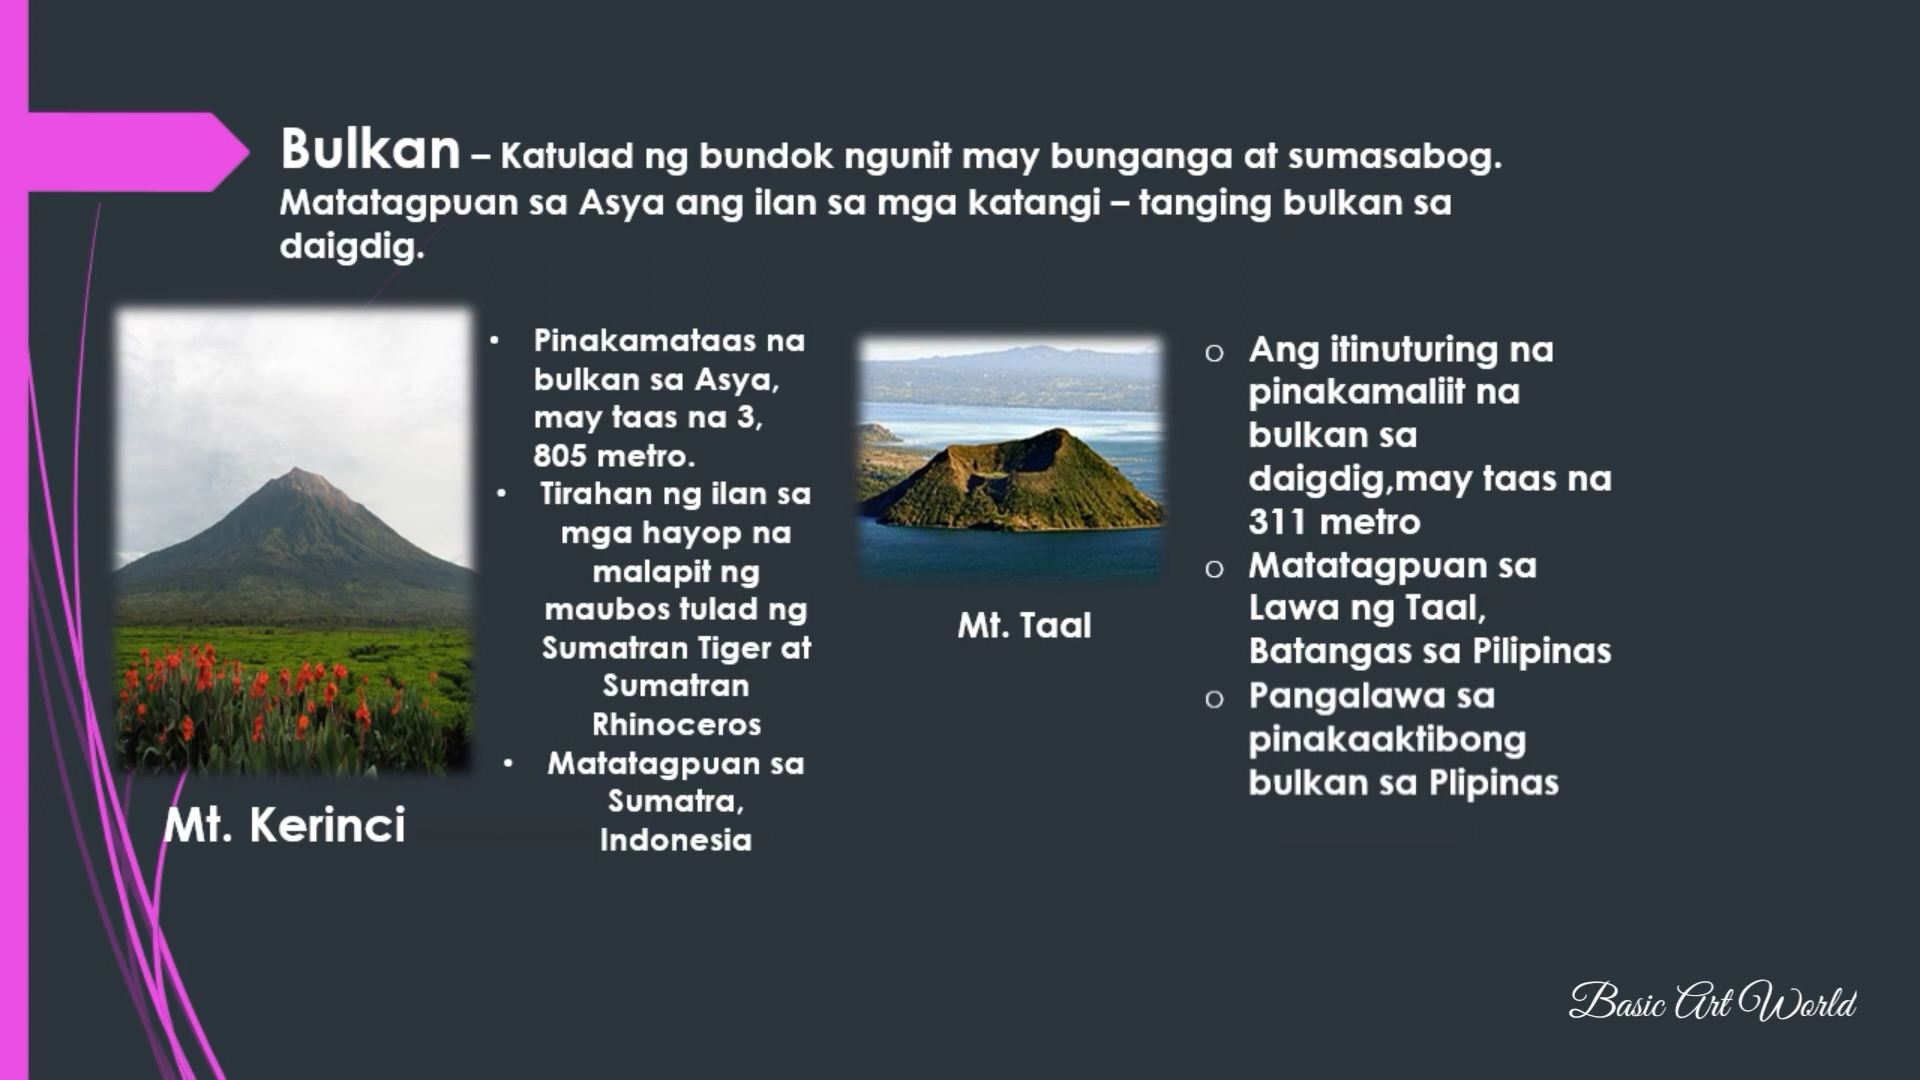 Bulkan – Katulad ng bundok ngunit may bunganga at sumasabog.
Matatagpuan sa Asya ang ilan sa mga katangi – tanging bulkan sa
daigdig.
• Pinakamataas na
bulkan sa Asya,
may taas na 3,
805 metro.
• Tirahan ng ilan sa
mga hayop na
malapit ng
maubos tulad ng
Sumatran Tiger at
Sumatran
Rhinoceros
• Matatagpuan sa
Sumatra,
Indonesia
Mt. Kerinci
Mt. Taal
o Ang itinuturing na
pinakamaliit na
bulkan sa
daigdig,may taas na
311 metro
o Matatagpuan sa
Lawa ng Taal,
Batangas sa Pilipinas
o Pangalawa sa
pinakaaktibong
bulkan sa Plipinas
Basic Art World